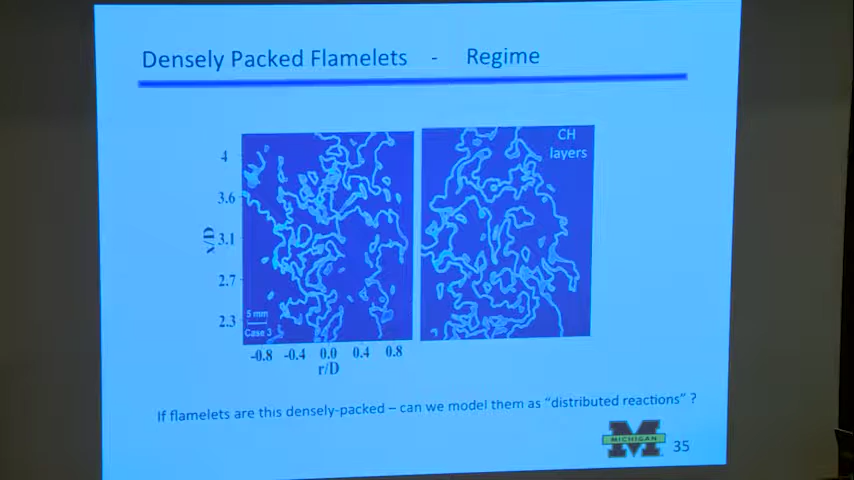 Densely Packed Flamelets - Regime
CH
layers
4
3.6
3.1
2.7
2.3
x/D
5 mm
Case 3
-0.8 -0.4 0.0 0.4 0.8
r/D
If flamelets are this densely-packed – can we model them as “distributed reactions” ?
M
MICHIGAN
35